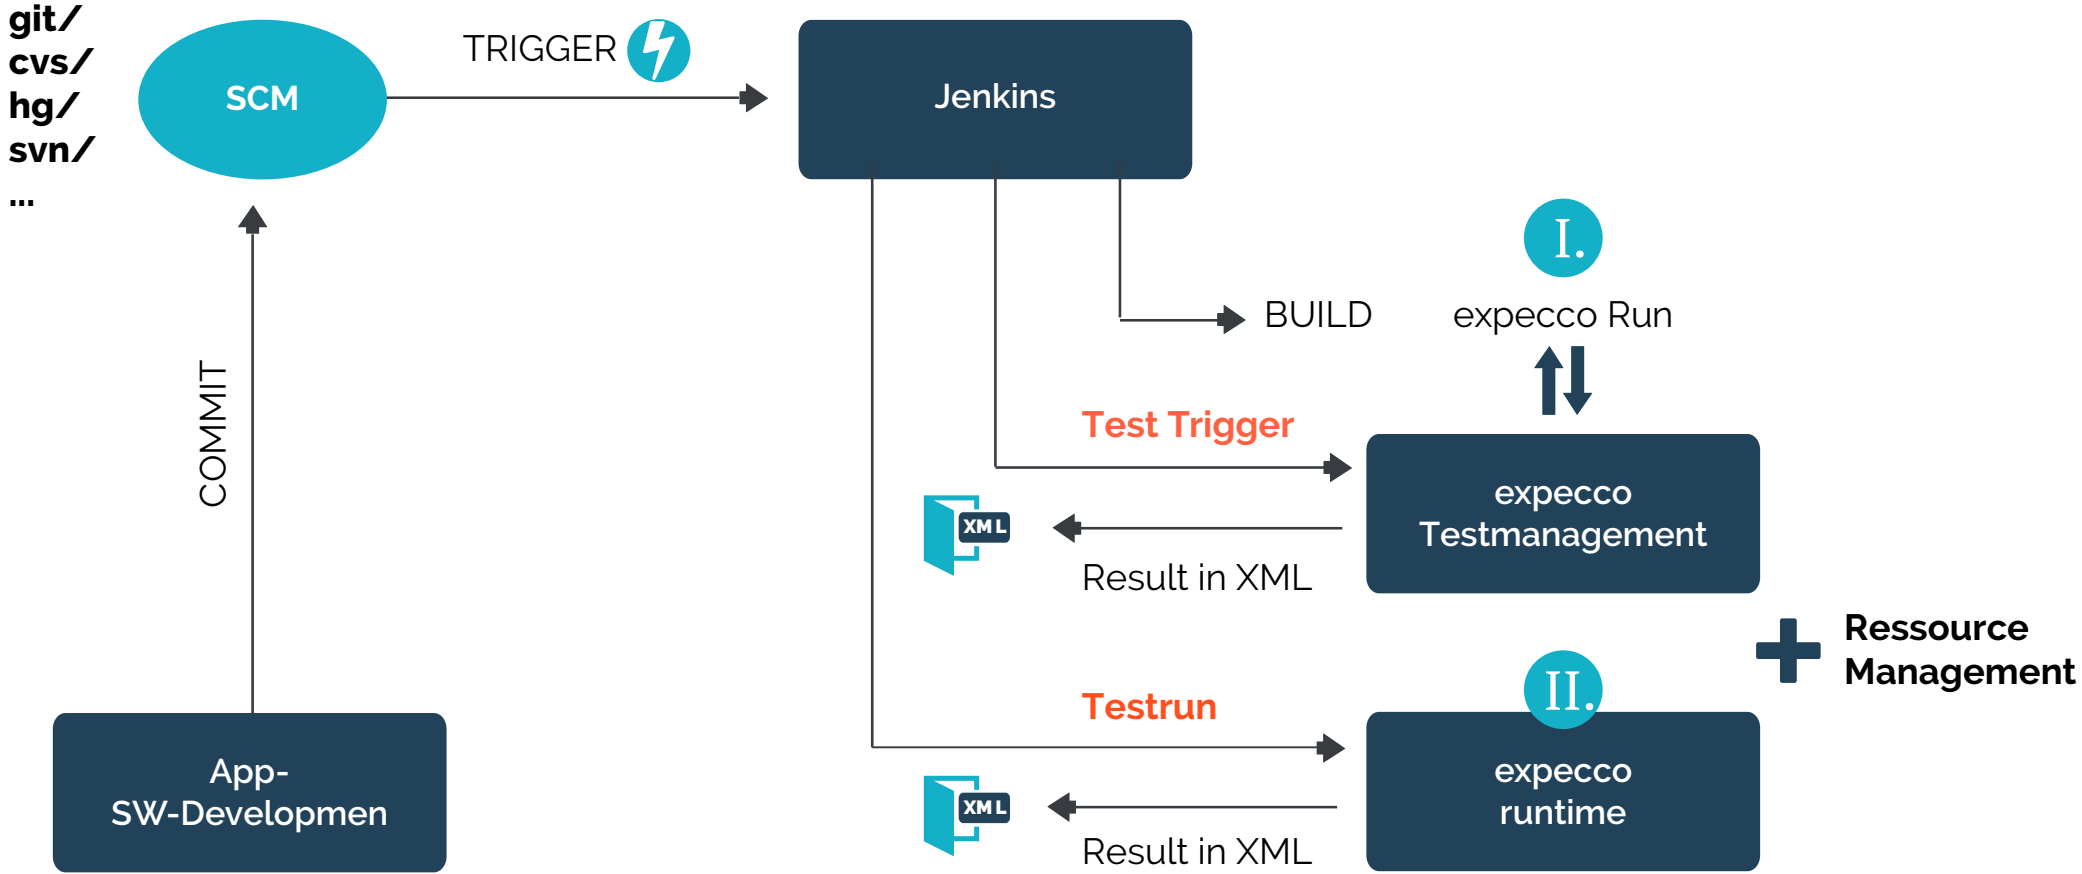 git/
cvs/
hg/
svn/
...
SCM
TRIGGER
Jenkins
COMMIT
BUILD
I.
expecco Run
Test Trigger
expecco
Testmanagement
XML
Result in XML
Ressource
Management
Testrun
II.
expecco
runtime
XML
Result in XML
App-
SW-Developmen